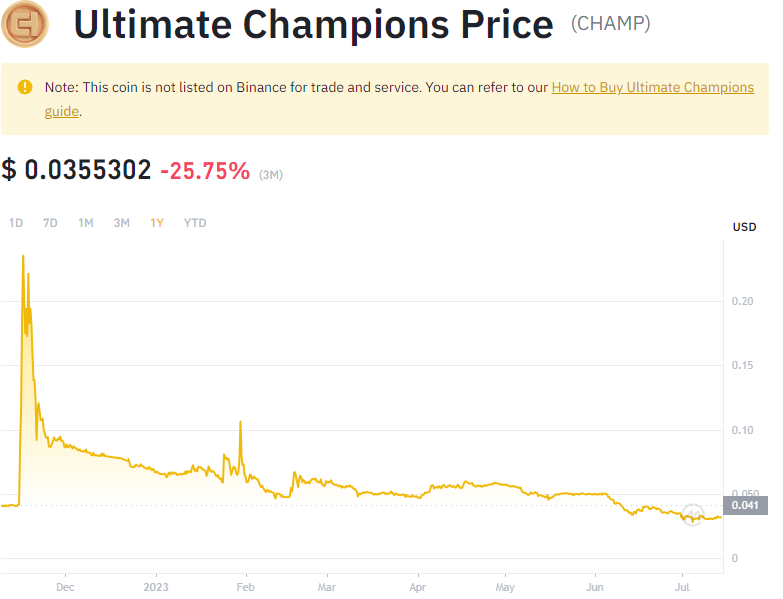 Ultimate Champions Price (CHAMP)
Note: This coin is not listed on Binance for trade and service. You can refer to our How to Buy Ultimate Champions
guide.
$ 0.0355302 -25.75% (3M)
1D 7D 1M 3M 1Y YTD
USD
0.20
0.15
0.10
0.050
0.041
0
Dec 2023 Feb Mar Apr May Jun Jul